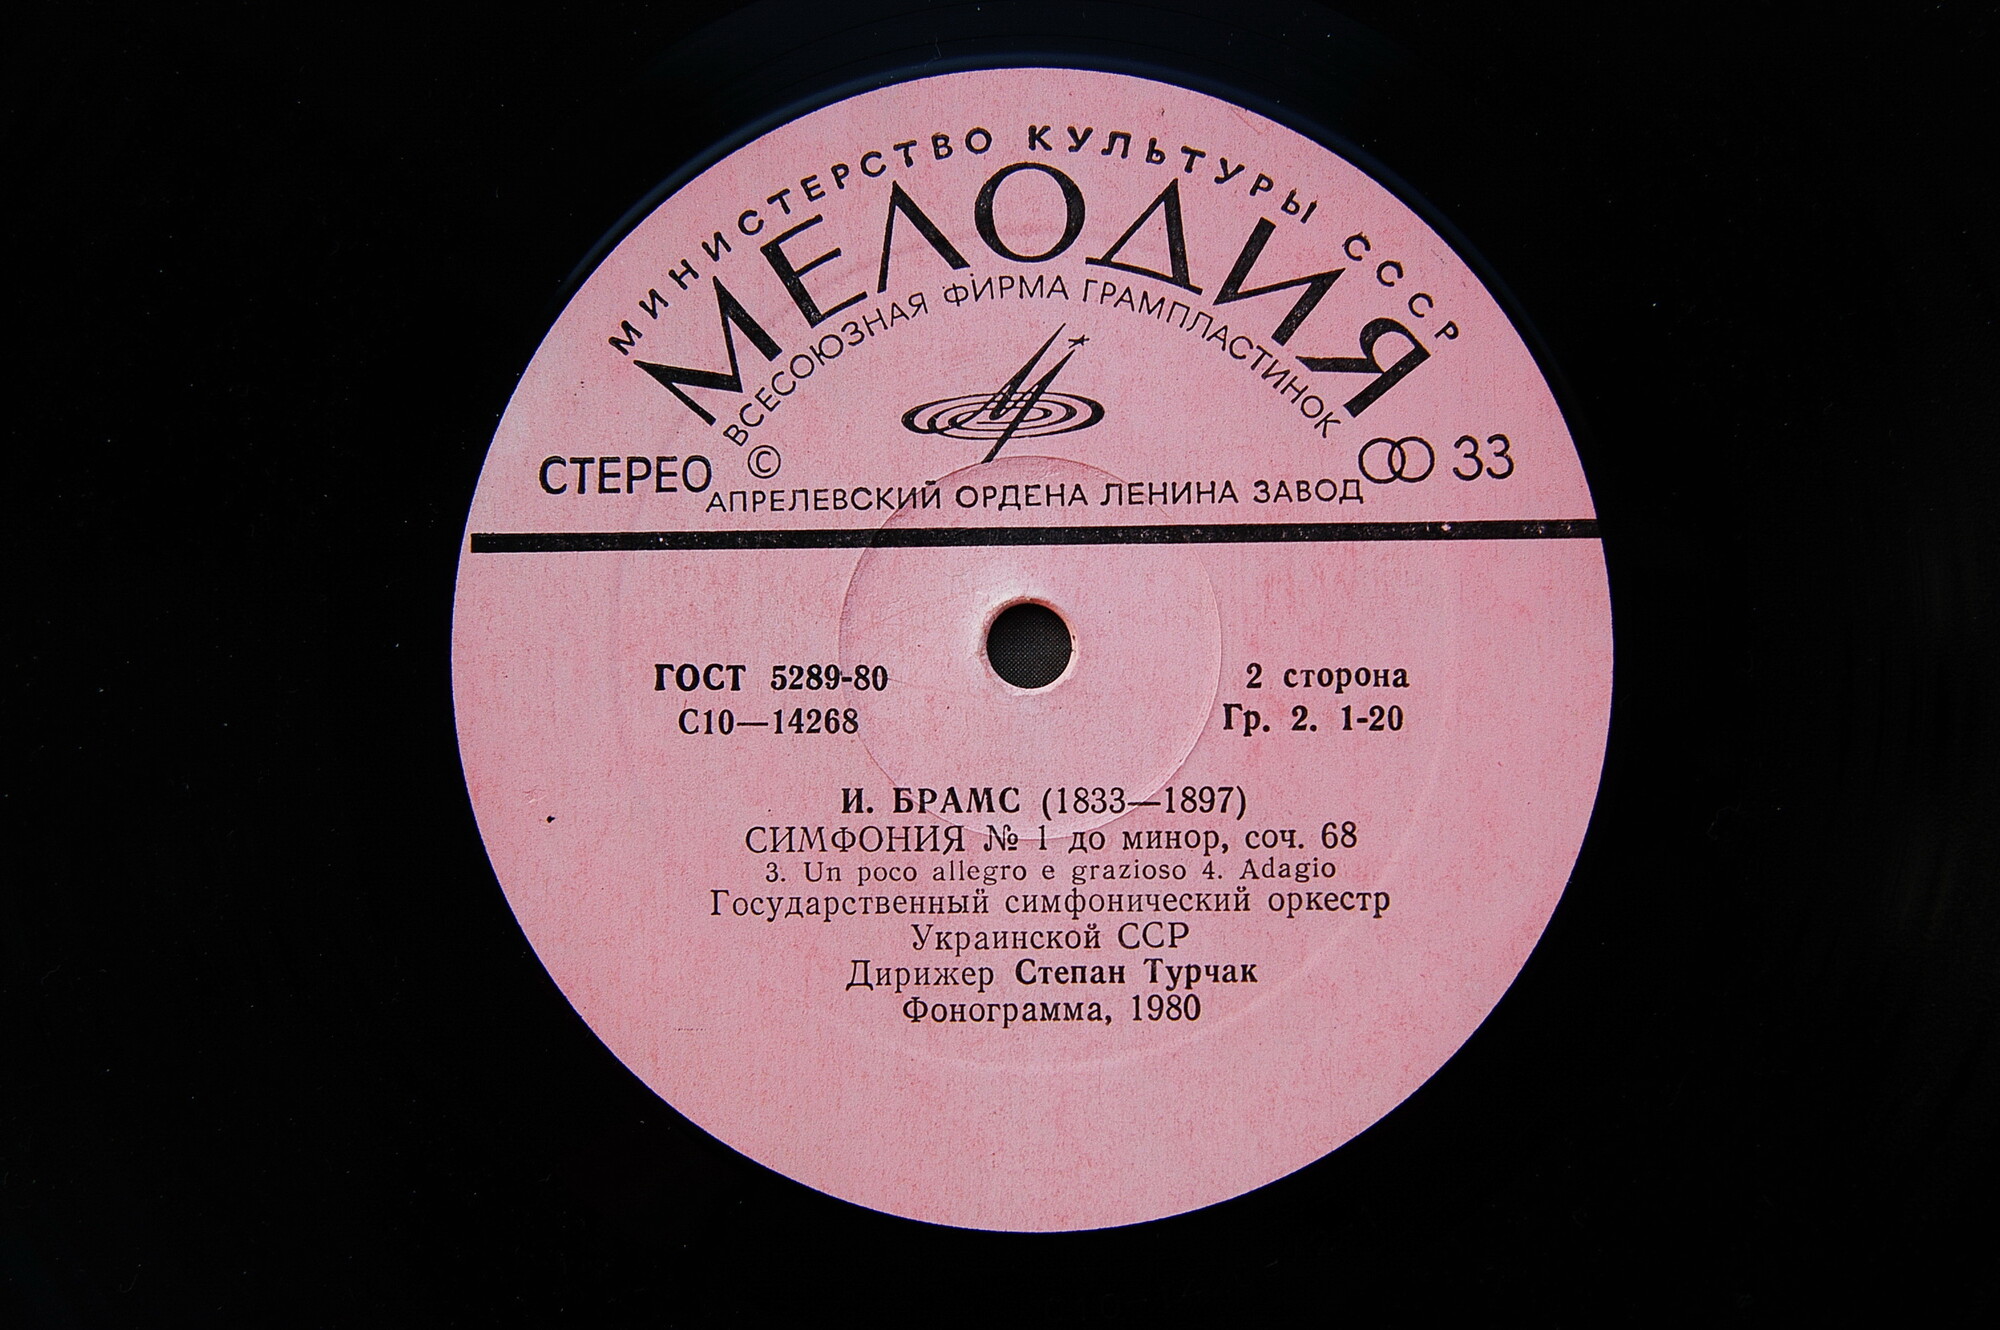 МИНИСТЕРСТВО КУЛЬТУРЫ СССР
МЕЛОДИЯ
ВСЕСОЮЗНАЯ ФИРМА ГРАМПЛАСТИНОК
СТЕРЕО © 33
АПРЕЛЕВСКИЙ ОРДЕНА ЛЕНИНА ЗАВОД
ГОСТ 5289-80 2 сторона
С10—14268 Гр. 2. 1-20
И. БРАМС (1833—1897)
СИМФОНИЯ № 1 до минор, соч. 68
3. Un poco allegro e grazioso 4. Adagio
Государственный симфонический оркестр
Украинской ССР
Дирижер Степан Турчак
Фонограмма, 1980